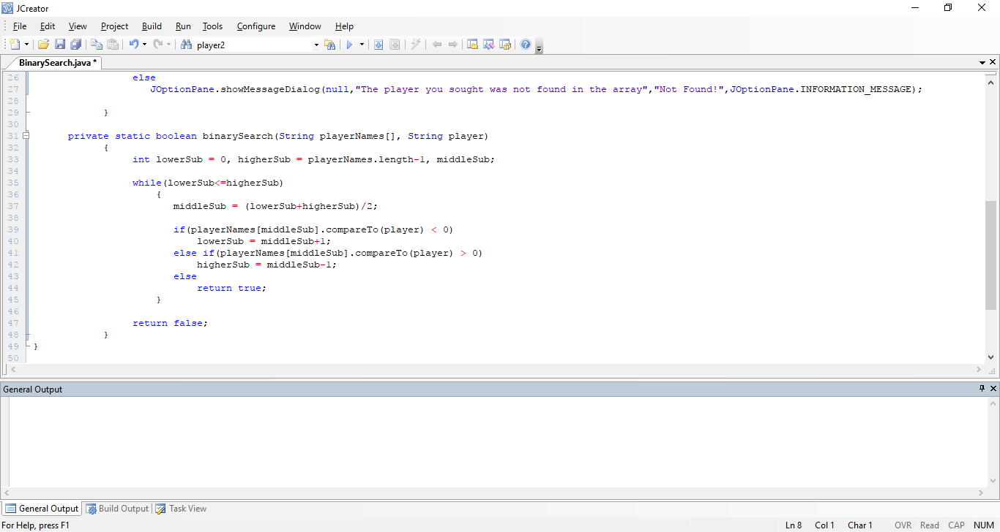 JCreator
File Edit View Project Build Run Tools Configure Window Help
player2
BinarySearch.java *
26 else
27 JOptionPane.showMessageDialog(null,"The player you sought was not found in the array","Not Found!",JOptionPane.INFORMATION_MESSAGE);
28
29 }
30
31 private static boolean binarySearch(String playerNames[], String player)
32 {
33 int lowerSub = 0, higherSub = playerNames.length-1, middleSub;
34
35 while(lowerSub<=higherSub)
36 {
37 middleSub = (lowerSub+higherSub)/2;
38
39 if(playerNames[middleSub].compareTo(player) < 0)
40 lowerSub = middleSub+1;
41 else if(playerNames[middleSub].compareTo(player) > 0)
42 higherSub = middleSub-1;
43 else
44 return true;
45 }
46
47 return false;
48 }
49 }
50
General Output
General Output Build Output Task View
For Help, press F1 Ln 8 Col 1 Char 1 OVR Read CAP NUM